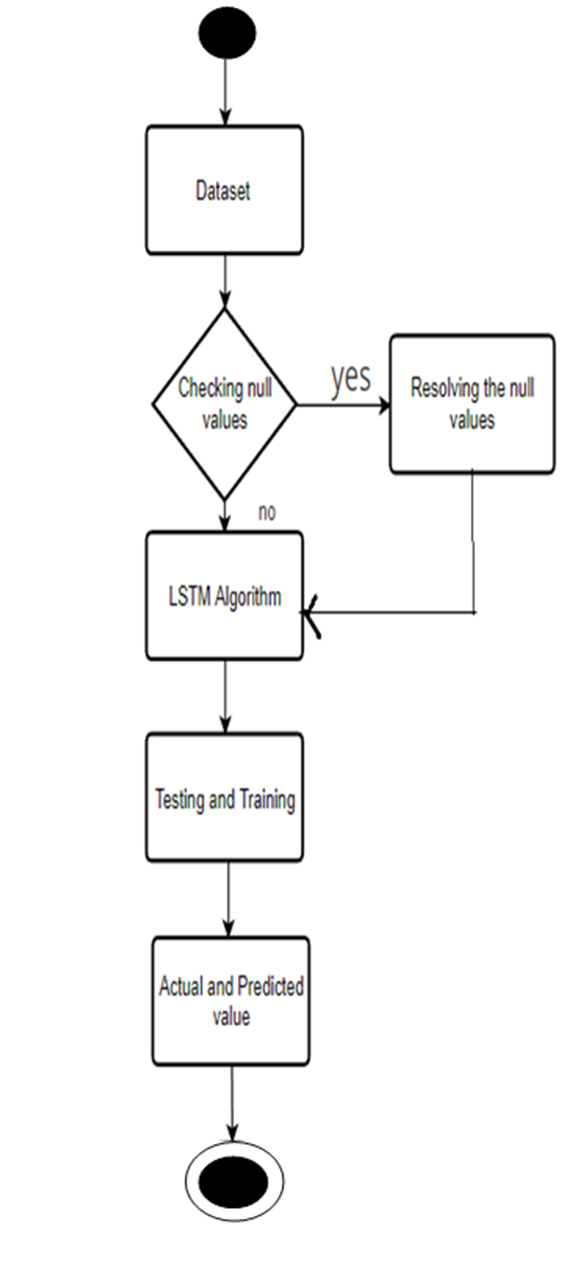 Dataset
Checking null
values
yes
Resolving the null
values
no
LSTM Algorithm
Testing and Training
Actual and Predicted
value